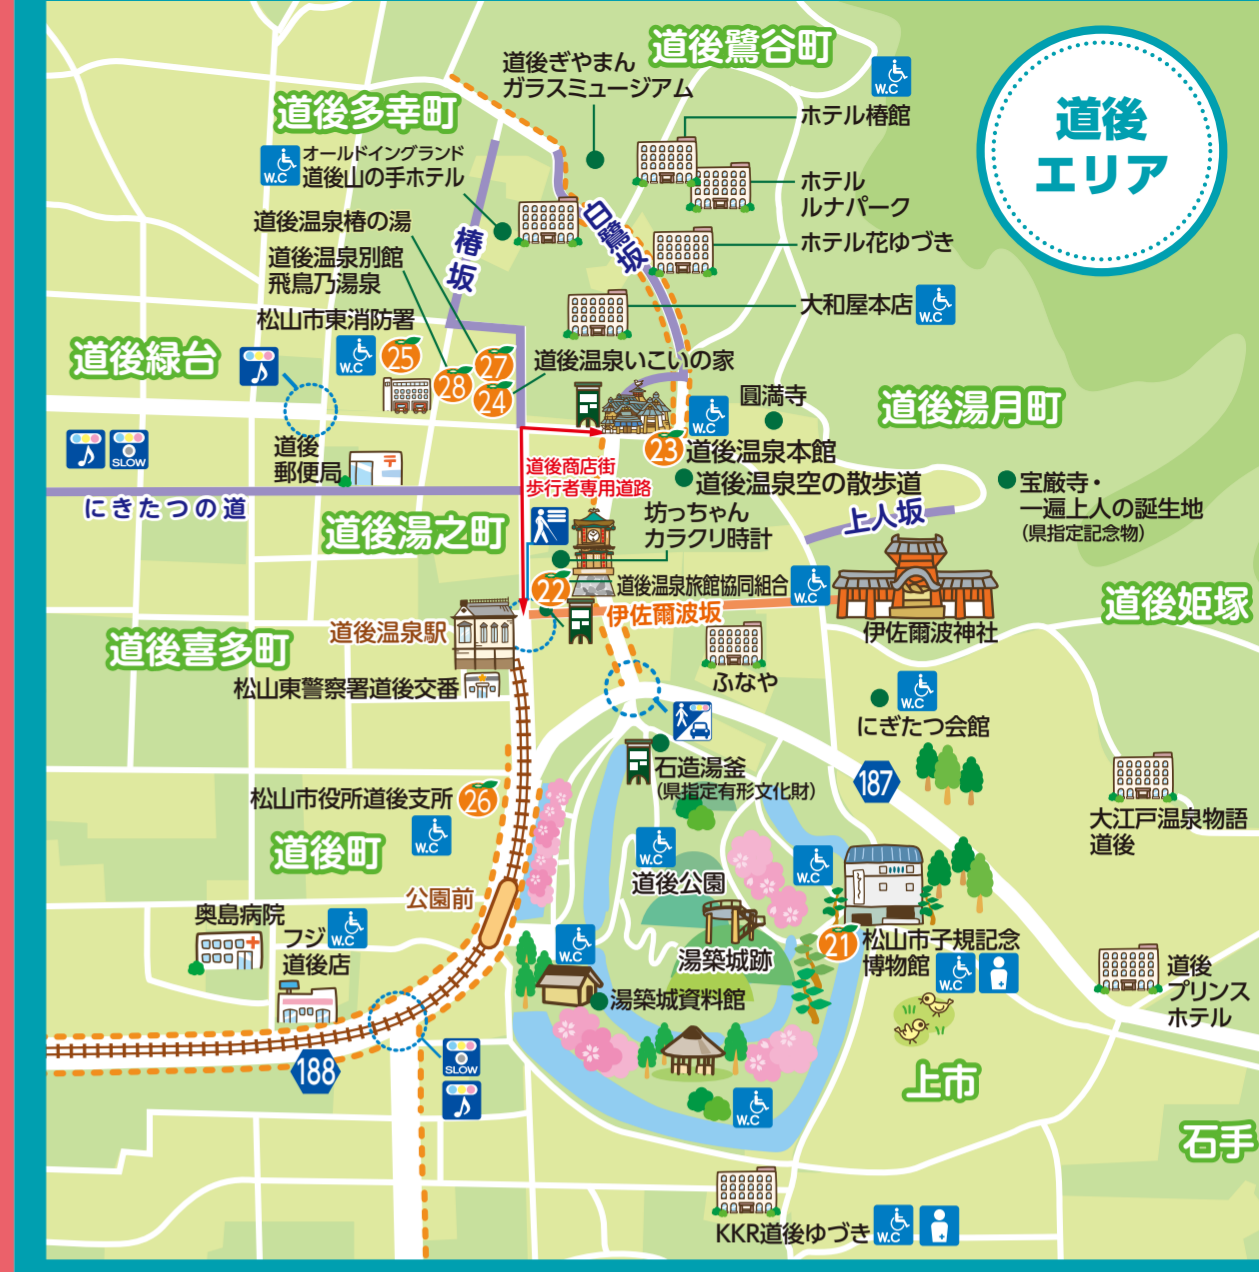 道後
エリア
道後鷺谷町
道後ぎやまん
ガラスミュージアム
W.C
ホテル椿館
道後多幸町
W.C
オールドイングランド
道後山の手ホテル
ホテル
ルナパーク
道後温泉椿の湯
白鷺坂
椿坂
ホテル花ゆづき
道後温泉別館
飛鳥乃湯泉
大和屋本店
W.C
松山市東消防署
道後緑台
W.C
25
27
28
24
道後温泉いこいの家
圓満寺
道後湯月町
W.C
道後
郵便局
SLOW
23
道後温泉本館
道後商店街
歩行者専用道路
道後温泉空の散歩道
宝厳寺・
一遍上人の誕生地
(県指定記念物)
にきたつの道
上人坂
道後湯之町
坊っちゃん
カラクリ時計
22
道後温泉旅館協同組合
W.C
伊佐爾波坂
道後姫塚
道後温泉駅
伊佐爾波神社
道後喜多町
松山東警察署道後交番
ふなや
W.C
にぎたつ会館
石造湯釜
(県指定有形文化財)
187
松山市役所道後支所
26
W.C
道後町
大江戸温泉物語
道後
W.C
道後公園
W.C
公園前
奥島病院
フジ
道後店
W.C
湯築城跡
21
松山市子規記念
博物館
W.C
W.C
湯築城資料館
道後
プリンス
ホテル
188
SLOW
上市
W.C
石手
KKR道後ゆづき
W.C